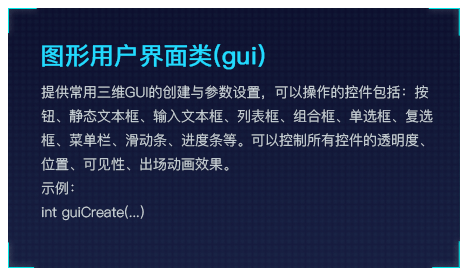 图形用户界面类(gui)
提供常用三维GUI的创建与参数设置，可以操作的控件包括：按
钮、静态文本框、输入文本框、列表框、组合框、单选框、复选
框、菜单栏、滑动条、进度条等。可以控制所有控件的透明度、
位置、可见性、出场动画效果。
示例：
int guiCreate(...)